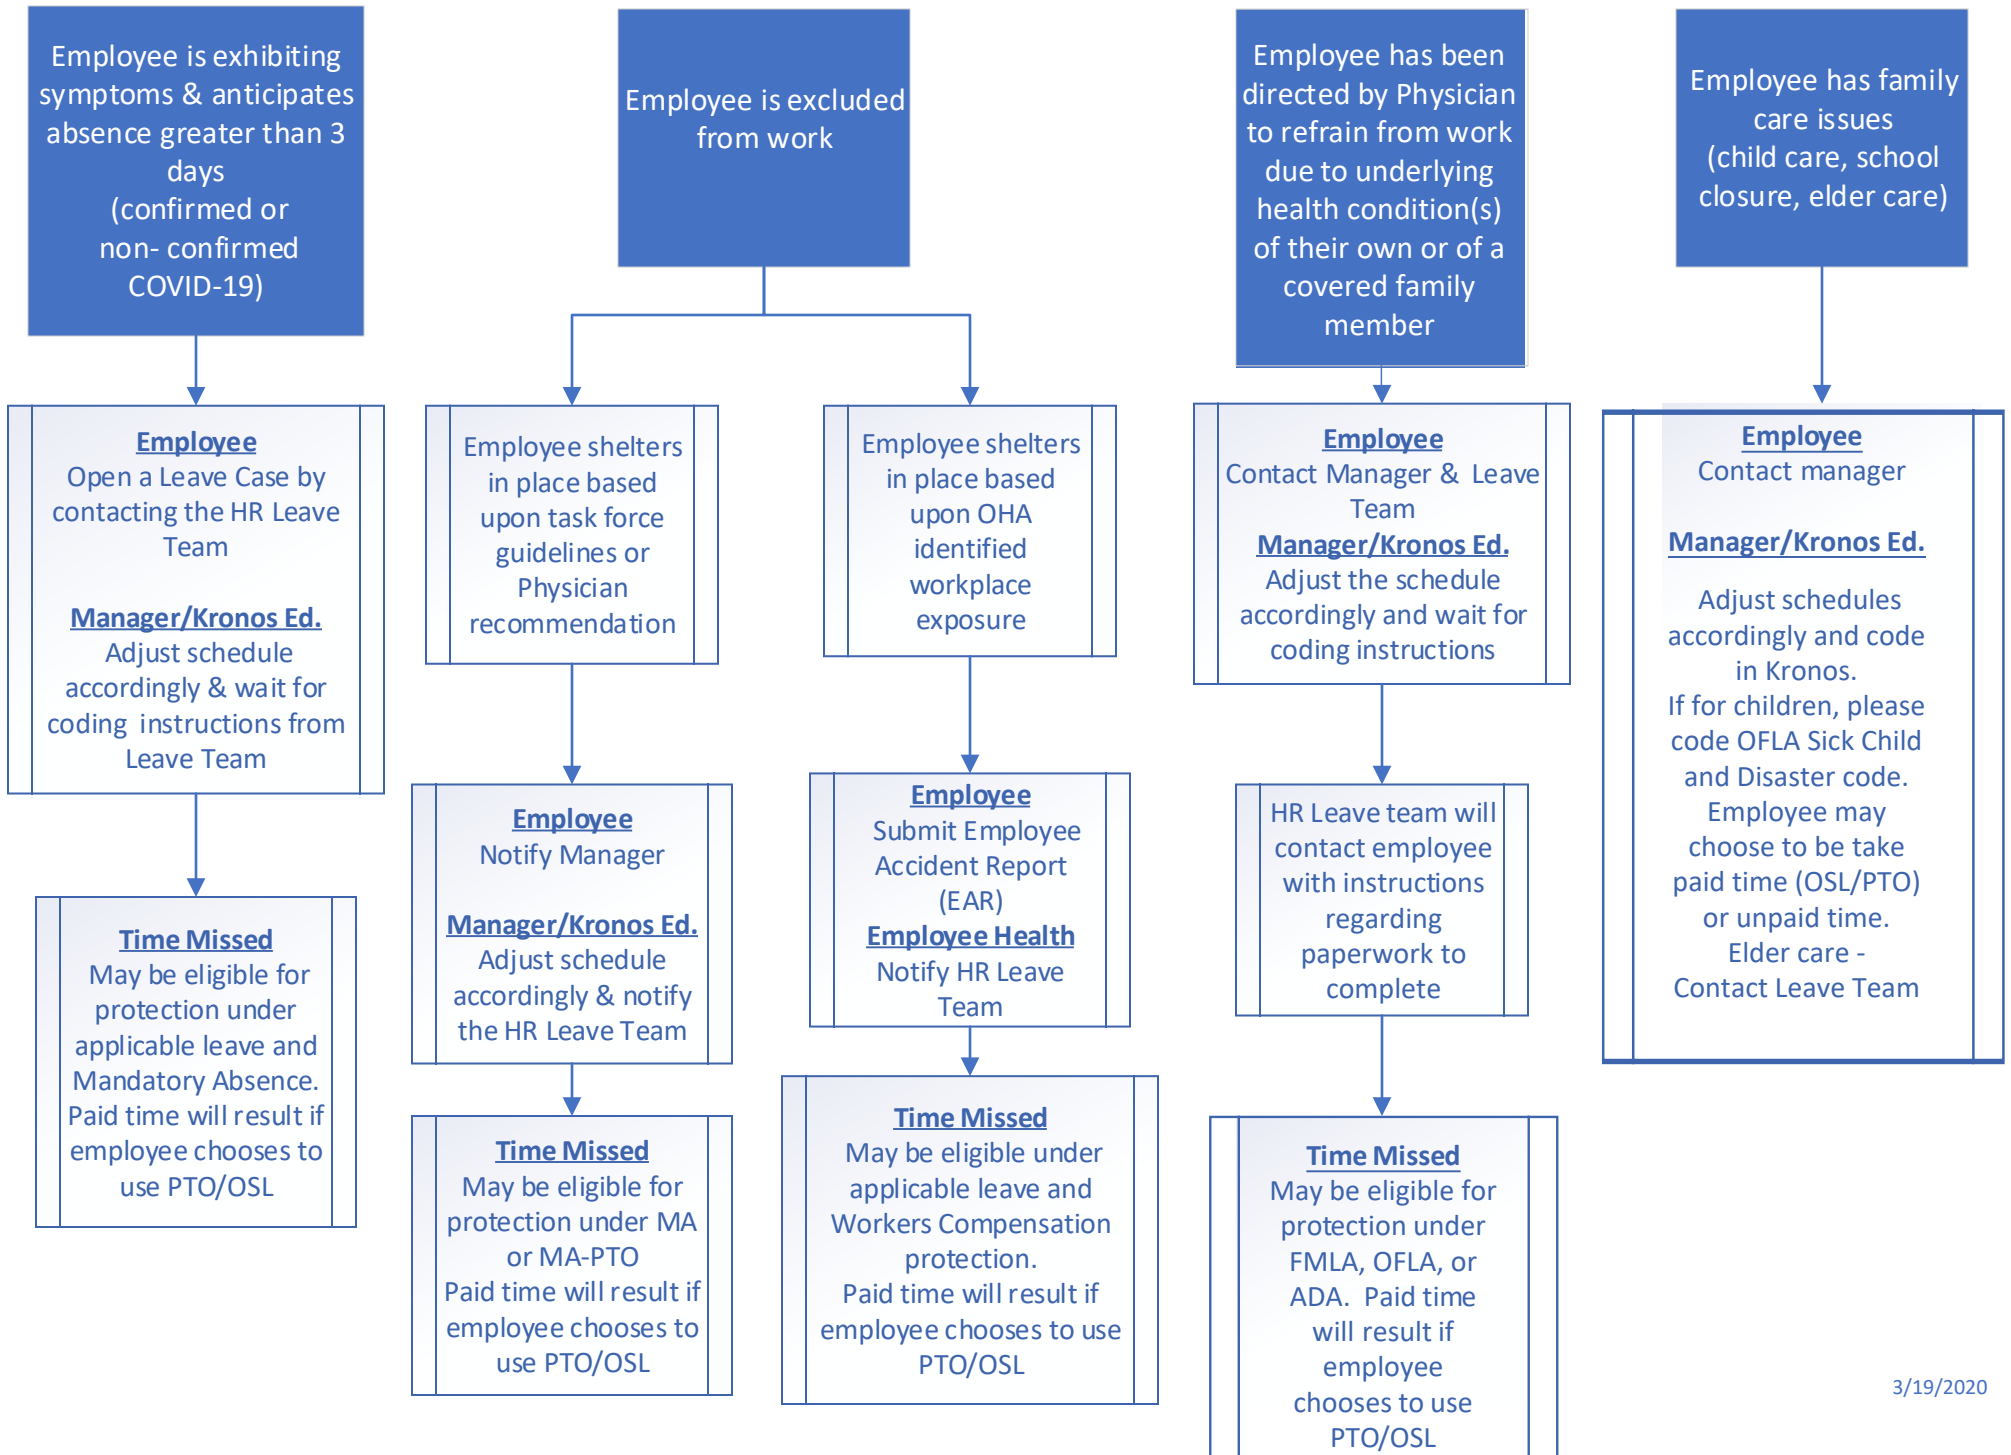 Employee is exhibiting
symptoms & anticipates
absence greater than 3
days
(confirmed or
non- confirmed
COVID-19)
Employee
Open a Leave Case by
contacting the HR Leave
Team
Manager/Kronos Ed.
Adjust schedule
accordingly & wait for
coding instructions from
Leave Team
Time Missed
May be eligible for
protection under
applicable leave and
Mandatory Absence.
Paid time will result if
employee chooses to
use PTO/OSL
Employee is excluded
from work
Employee shelters
in place based
upon task force
guidelines or
Physician
recommendation
Employee
Notify Manager
Manager/Kronos Ed.
Adjust schedule
accordingly & notify
the HR Leave Team
Time Missed
May be eligible for
protection under MA
or MA-PTO
Paid time will result if
employee chooses to
use PTO/OSL
Employee shelters
in place based
upon OHA
identified
workplace
exposure
Employee
Submit Employee
Accident Report
(EAR)
Employee Health
Notify HR Leave
Team
Time Missed
May be eligible under
applicable leave and
Workers Compensation
protection.
Paid time will result if
employee chooses to use
PTO/OSL
Employee has been
directed by Physician
to refrain from work
due to underlying
health condition(s)
of their own or of a
covered family
member
Employee
Contact Manager & Leave
Team
Manager/Kronos Ed.
Adjust the schedule
accordingly and wait for
coding instructions
HR Leave team will
contact employee
with instructions
regarding
paperwork to
complete
Time Missed
May be eligible for
protection under
FMLA, OFLA, or
ADA. Paid time
will result if
employee
chooses to use
PTO/OSL
Employee has family
care issues
(child care, school
closure, elder care)
Employee
Contact manager
Manager/Kronos Ed.
Adjust schedules
accordingly and code
in Kronos.
If for children, please
code OFLA Sick Child
and Disaster code.
Employee may
choose to be take
paid time (OSL/PTO)
or unpaid time.
Elder care -
Contact Leave Team
3/19/2020